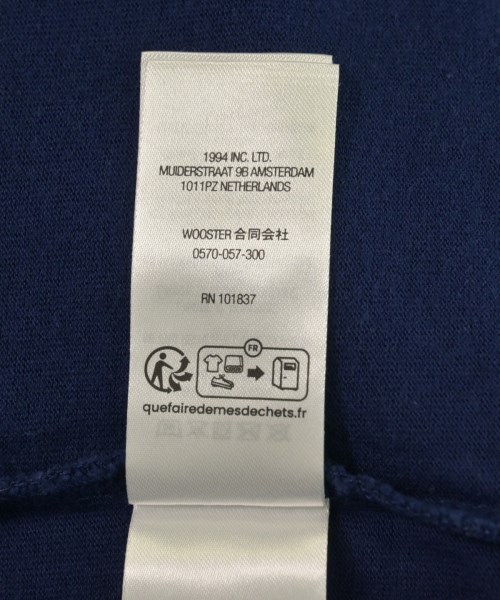 1994 INC. LTD.
MUIDERSTRAAT 9B AMSTERDAM
1011PZ NETHERLANDS
WOOSTER 合同会社
0570-057-300
RN 101837
FR
quefairedemesdechets.fr